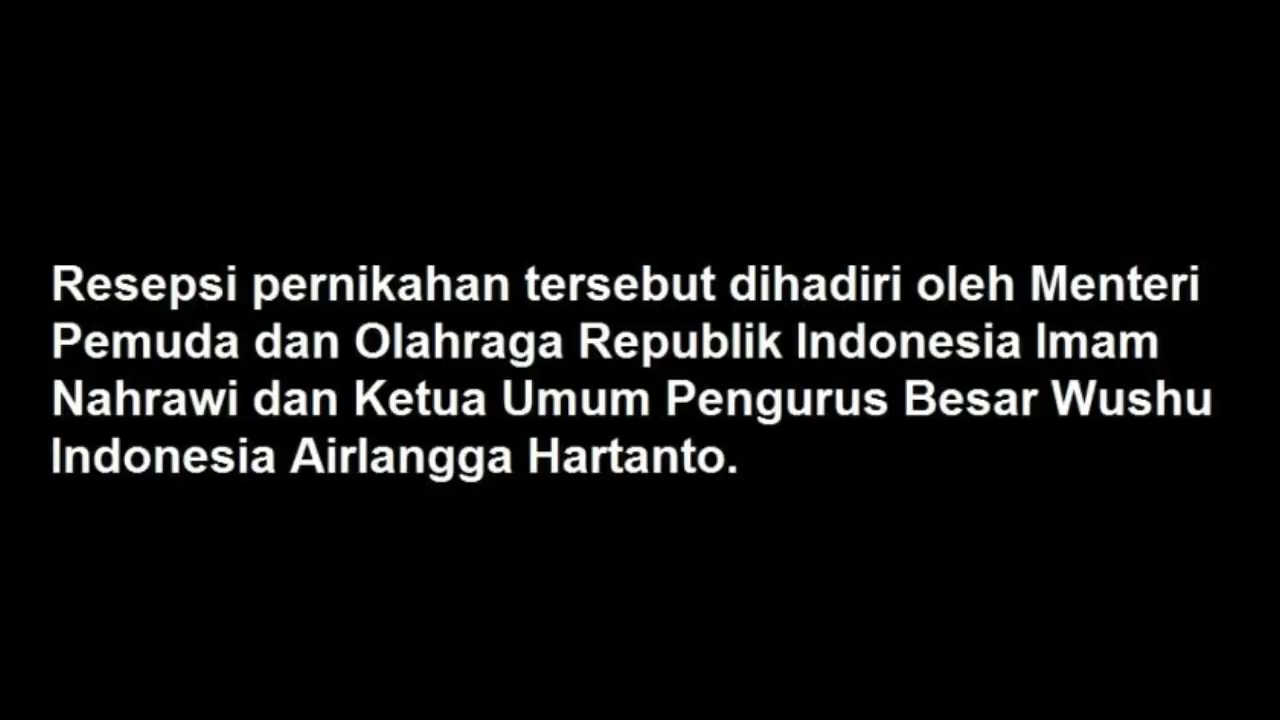 Resepsi pernikahan tersebut dihadiri oleh Menteri
Pemuda dan Olahraga Republik Indonesia Imam
Nahrawi dan Ketua Umum Pengurus Besar Wushu
Indonesia Airlangga Hartanto.